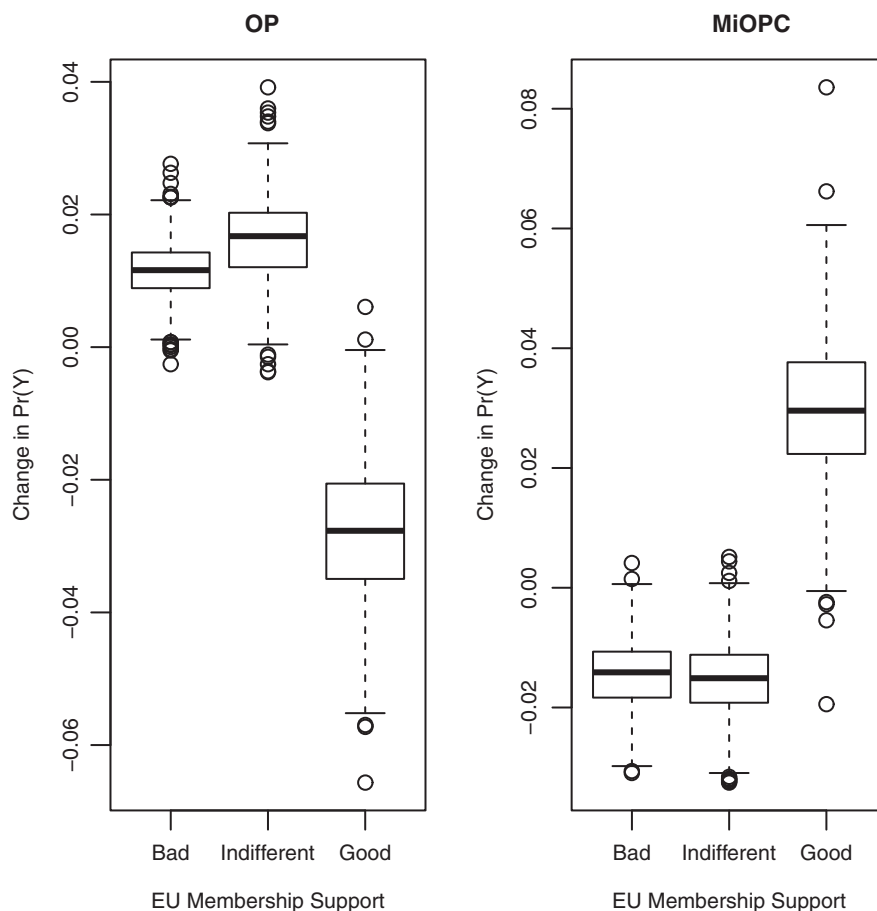 OP
Change in Pr(Y)
0.04
0.02
0.00
−0.02
−0.04
−0.06
Bad
Indifferent
Good
EU Membership Support
MiOPC
Change in Pr(Y)
0.08
0.06
0.04
0.02
0.00
−0.02
Bad
Indifferent
Good
EU Membership Support